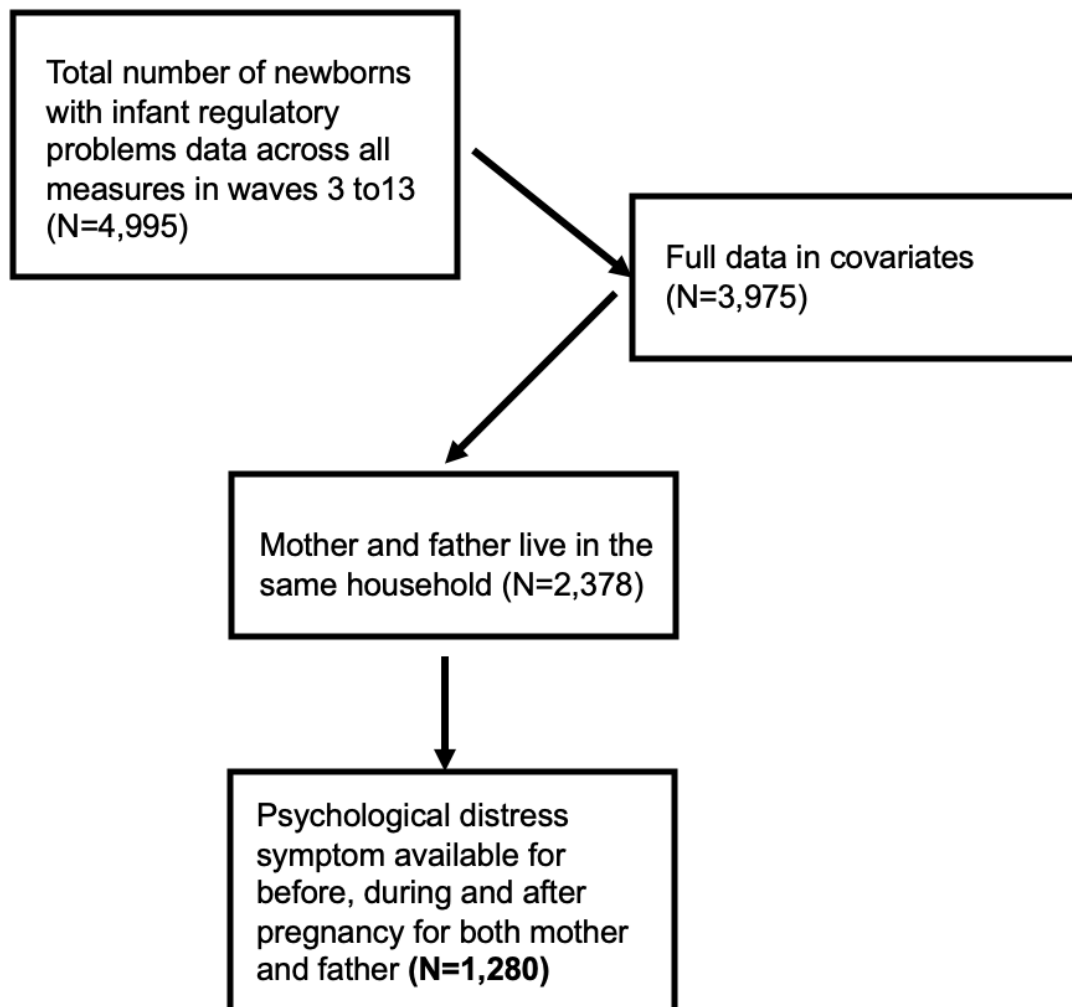 Total number of newborns
with infant regulatory
problems data across all
measures in waves 3 to13
(N=4,995)
Full data in covariates
(N=3,975)
Mother and father live in the
same household (N=2,378)
Psychological distress
symptom available for
before, during and after
pregnancy for both mother
and father (N=1,280)